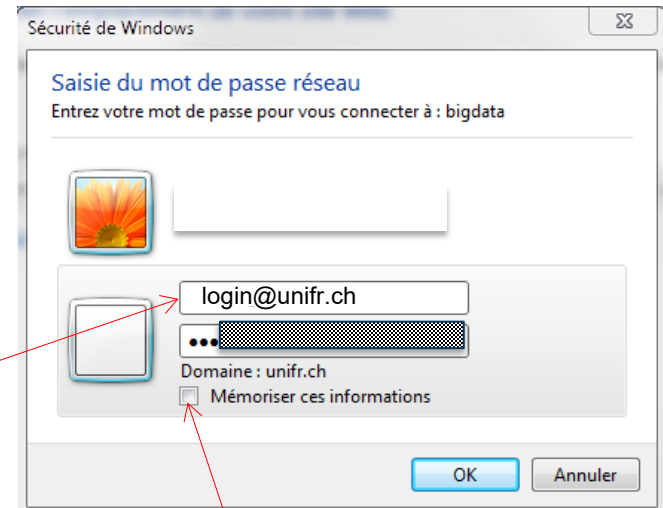 Sécurité de Windows
Saisie du mot de passe réseau
Entrez votre mot de passe pour vous connecter à : bigdata
login@unifr.ch
●●●
Domaine : unifr.ch
Mémoriser ces informations
OK
Annuler